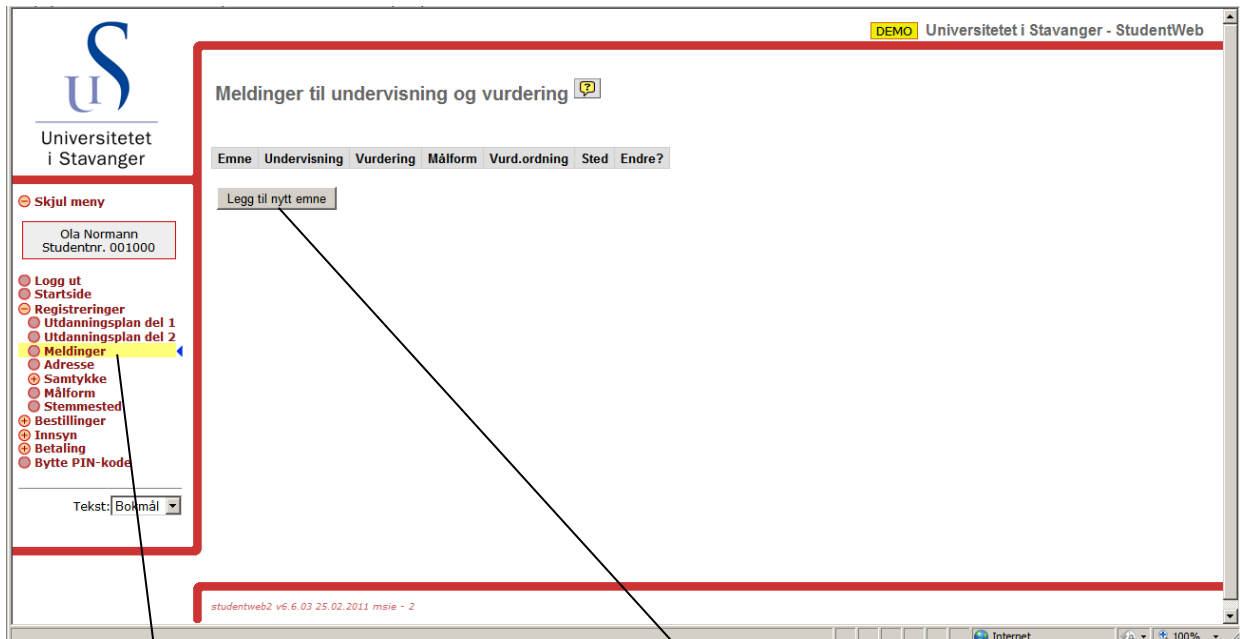 DEMO Universitetet i Stavanger - StudentWeb
US
Universitetet
i Stavanger
Meldinger til undervisning og vurdering ?
Emne Undervisning Vurdering Målform Vurd.ordning Sted Endre?
Legg til nytt emne
Skjul meny
Ola Normann
Studentnr. 001000
Logg ut
Startside
Registreringer
Utdanningsplan del 1
Utdanningsplan del 2
Meldinger
Adresse
Samtykke
Målform
Stemmested
Bestillinger
Innsyn
Betaling
Bytte PIN-kode
Tekst: Bokmål
studentweb2 v6.6.03 25.02.2011 msie - 2
Internet 100%